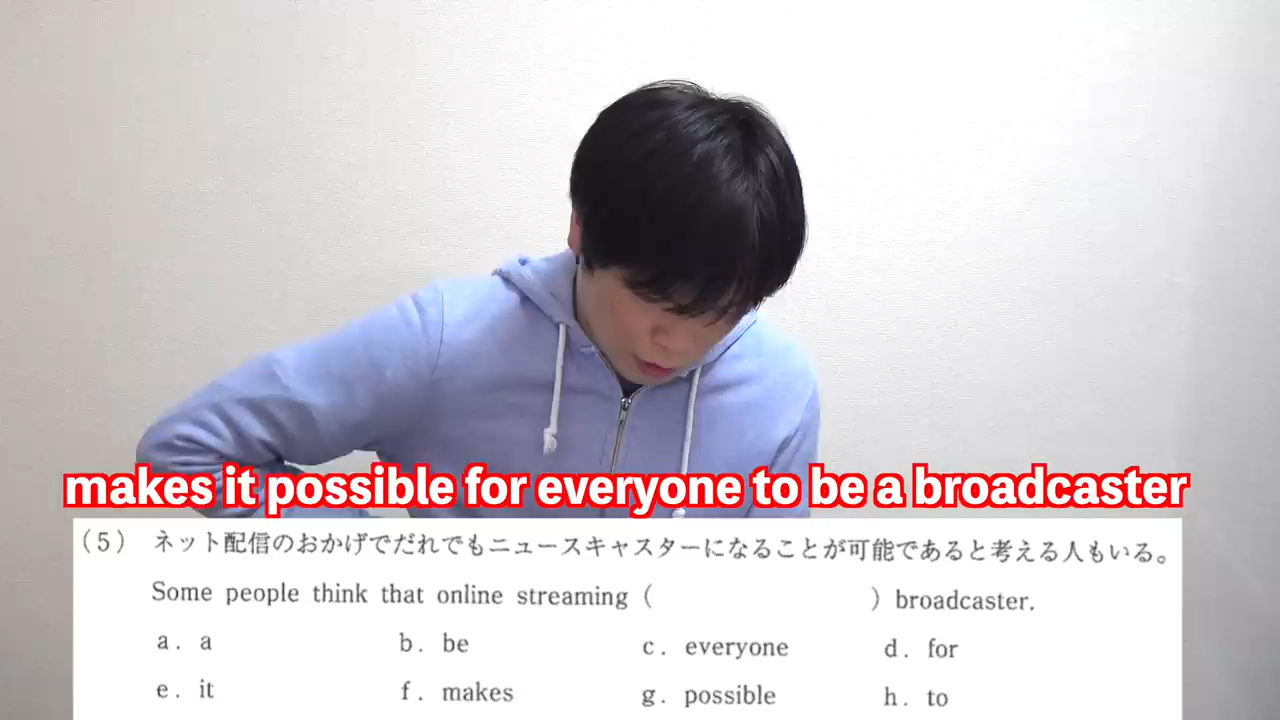 makes it possible for everyone to be a broadcaster
(5) ネット配信のおかげでだれでもニュースキャスターになることが可能であると考える人もいる。
Some people think that online streaming ( ) broadcaster.
a. a b. be c. everyone d. for
e. it f. makes g. possible h. to